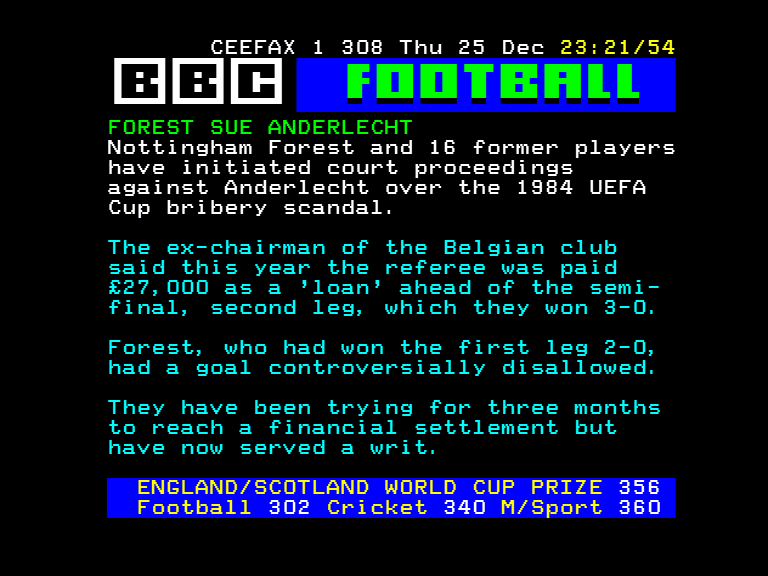 CEEFAX 1 308 Thu 25 Dec 23:21/54
BBC FOOTBALL
FOREST SUE ANDERLECHT
Nottingham Forest and 16 former players
have initiated court proceedings
against Anderlecht over the 1984 UEFA
Cup bribery scandal.
The ex-chairman of the Belgian club
said this year the referee was paid
£27,000 as a 'loan' ahead of the semi-
final, second leg, which they won 3-0.
Forest, who had won the first leg 2-0,
had a goal controversially disallowed.
They have been trying for three months
to reach a financial settlement but
have now served a writ.
ENGLAND/SCOTLAND WORLD CUP PRIZE 356
Football 302 Cricket 340 M/Sport 360